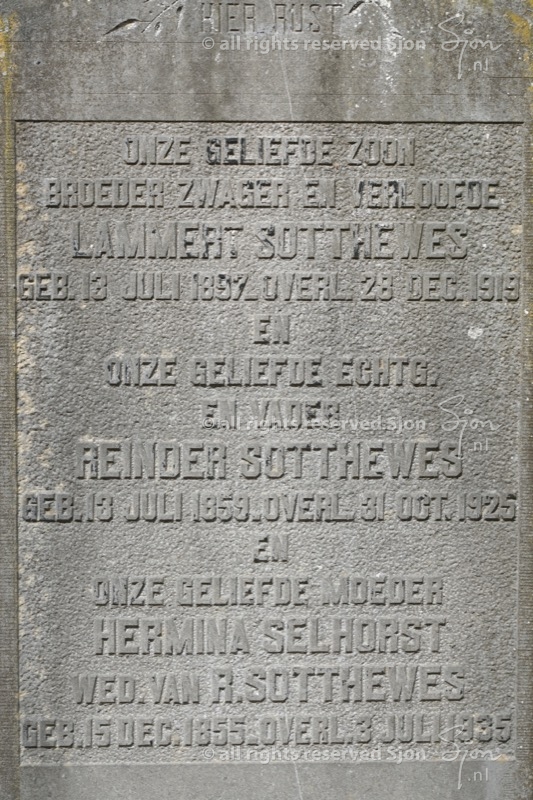 HIER RUST
© all rights reserved Sjon
Sjon
.nl
ONZE GELIEFDE ZOON
BROEDER ZWAGER EN VERLOOFDE
LAMMERT SOTTHEWES
GEB. 13 JULI 1897. OVERL. 28 DEC. 1919
EN
ONZE GELIEFDE ECHTG.
EN VADER
© all rights reserved Sjon
Sjon
.nl
REINDER SOTTHEWES
GEB. 13 JULI 1859. OVERL. 31 OCT. 1925
EN
ONZE GELIEFDE MOEDER
HERMINA SELHORST
WED. VAN R. SOTTHEWES
GEB. 15 DEC. 1855. OVERL. 3 JULI 1935
© all rights reserved Sjon
Sjon
.nl